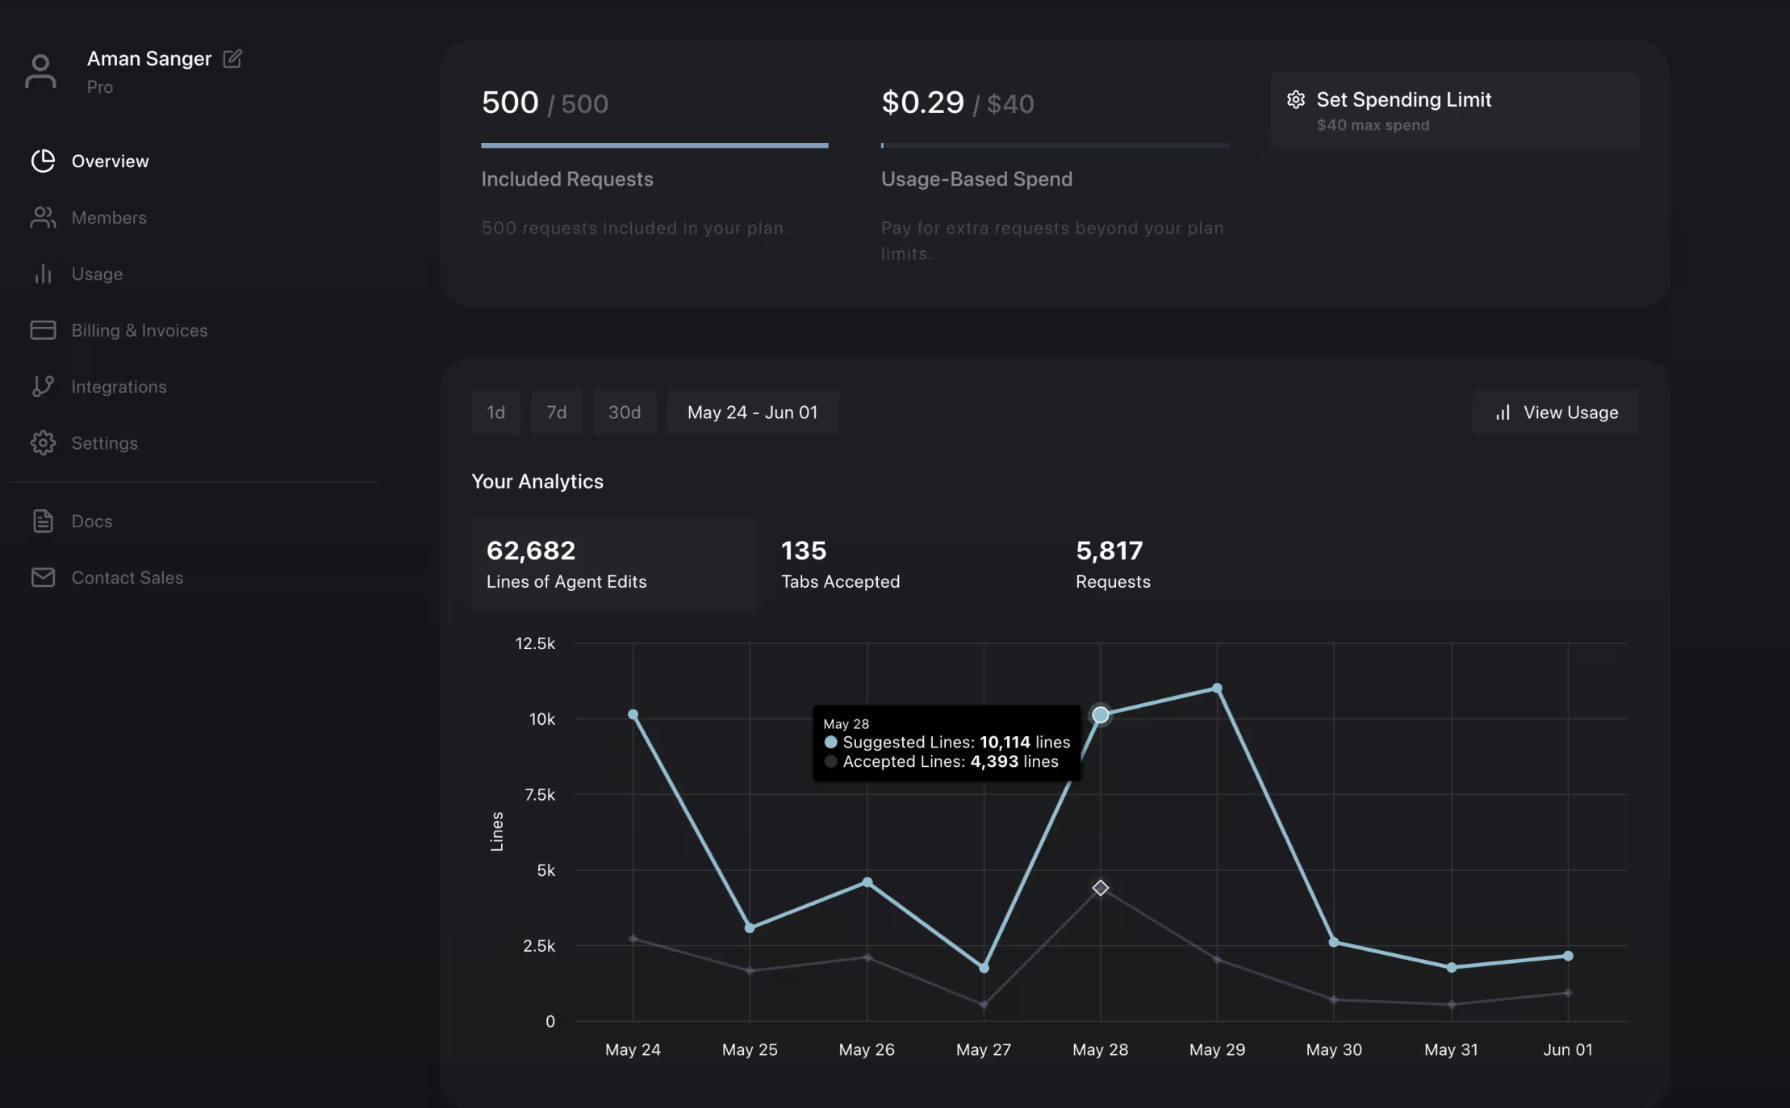 Aman Sanger
Pro
Overview
Members
Usage
Billing & Invoices
Integrations
Settings
Docs
Contact Sales
500 / 500
Included Requests
500 requests included in your plan.
$0.29 / $40
Usage-Based Spend
Pay for extra requests beyond your plan
limits.
Set Spending Limit
$40 max spend
1d
7d
30d
May 24 - Jun 01
View Usage
Your Analytics
62,682
Lines of Agent Edits
135
Tabs Accepted
5,817
Requests
12.5k
10k
7.5k
5k
2.5k
0
Lines
May 28
Suggested Lines: 10,114 lines
Accepted Lines: 4,393 lines
May 24
May 25
May 26
May 27
May 28
May 29
May 30
May 31
Jun 01